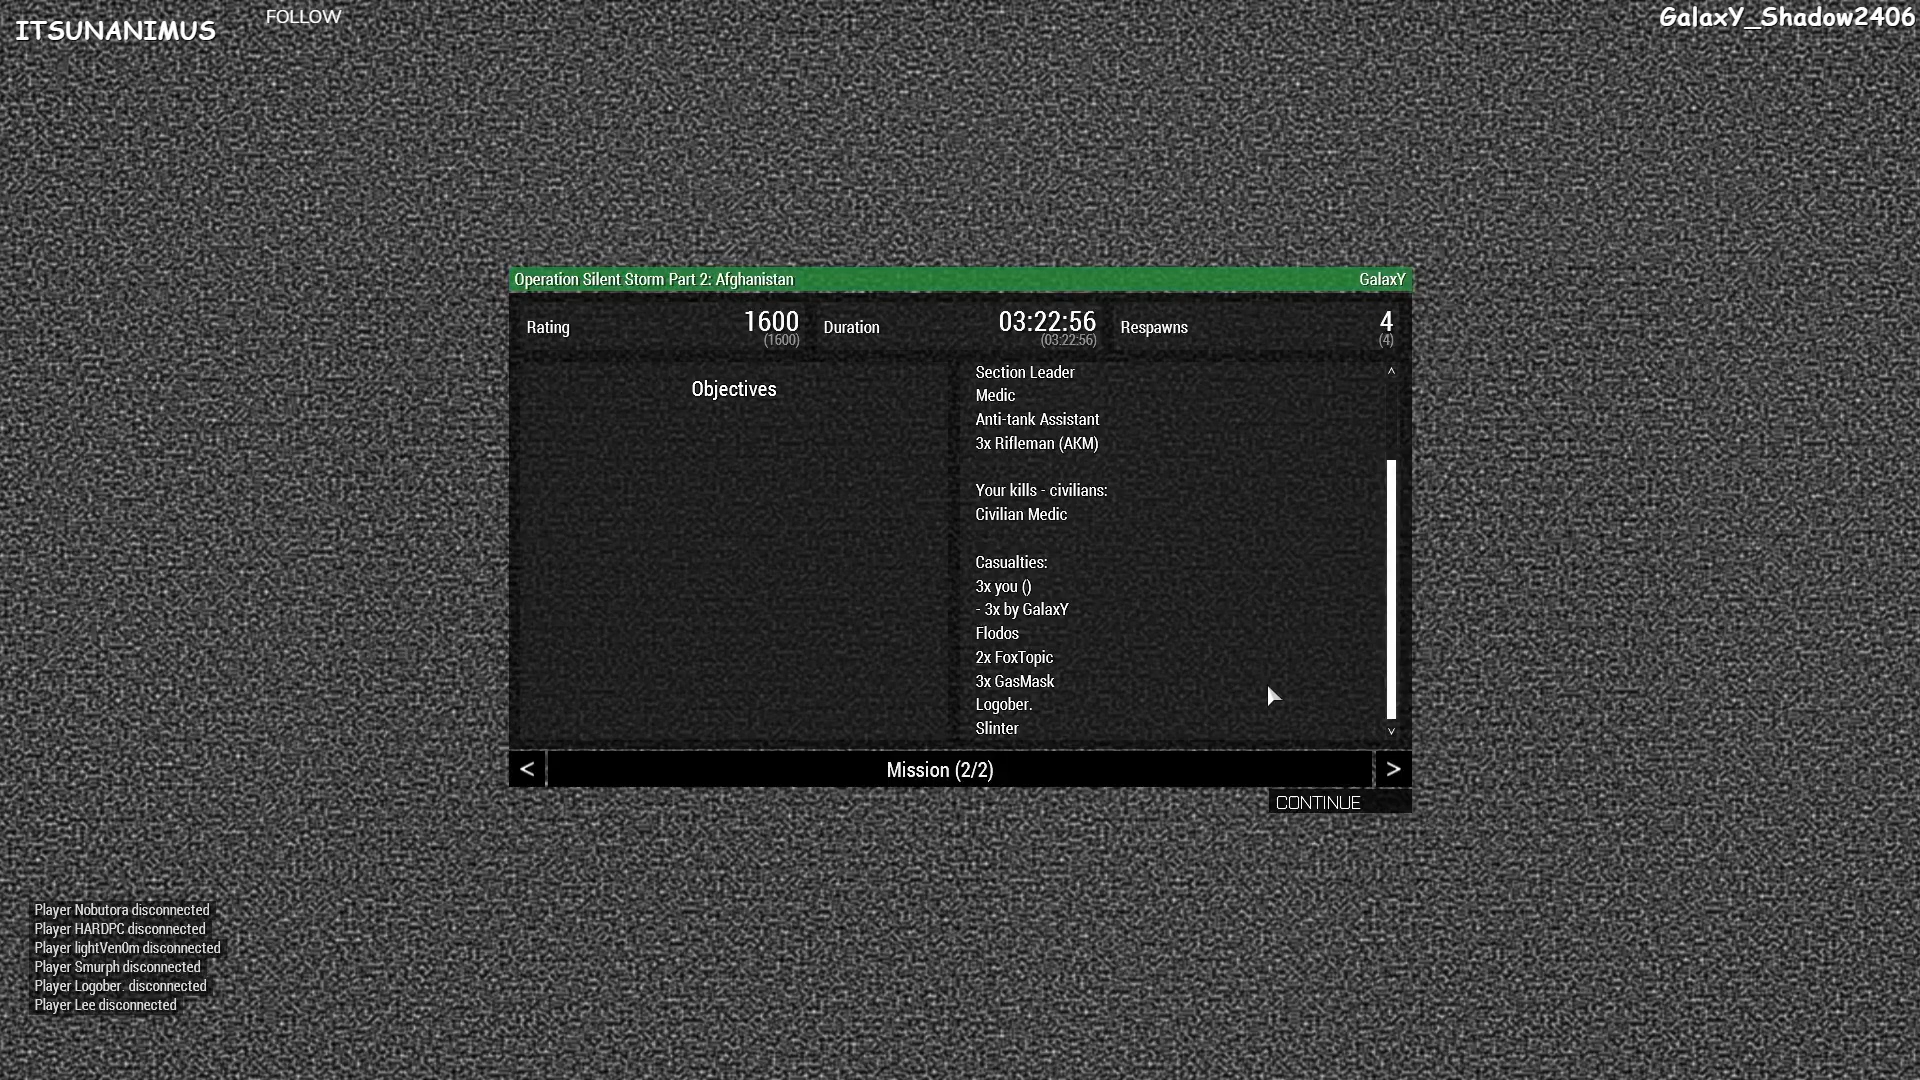 ITSUNANIMUS
FOLLOW
GalaxY_Shadow2406
Operation Silent Storm Part 2: Afghanistan
GalaxY
Rating
1600
(1600)
Duration
03:22:56
(03:22:56)
Respawns
4
(4)
Objectives
Section Leader
Medic
Anti-tank Assistant
3x Rifleman (AKM)
Your kills - civilians:
Civilian Medic
Casualties:
3x you ()
- 3x by GalaxY
Flodos
2x FoxTopic
3x GasMask
Logober.
Slinter
< Mission (2/2) >
CONTINUE
Player Nobutora disconnected
Player HARDPC disconnected
Player lightVen0m disconnected
Player Smurph disconnected
Player Logober. disconnected
Player Lee disconnected